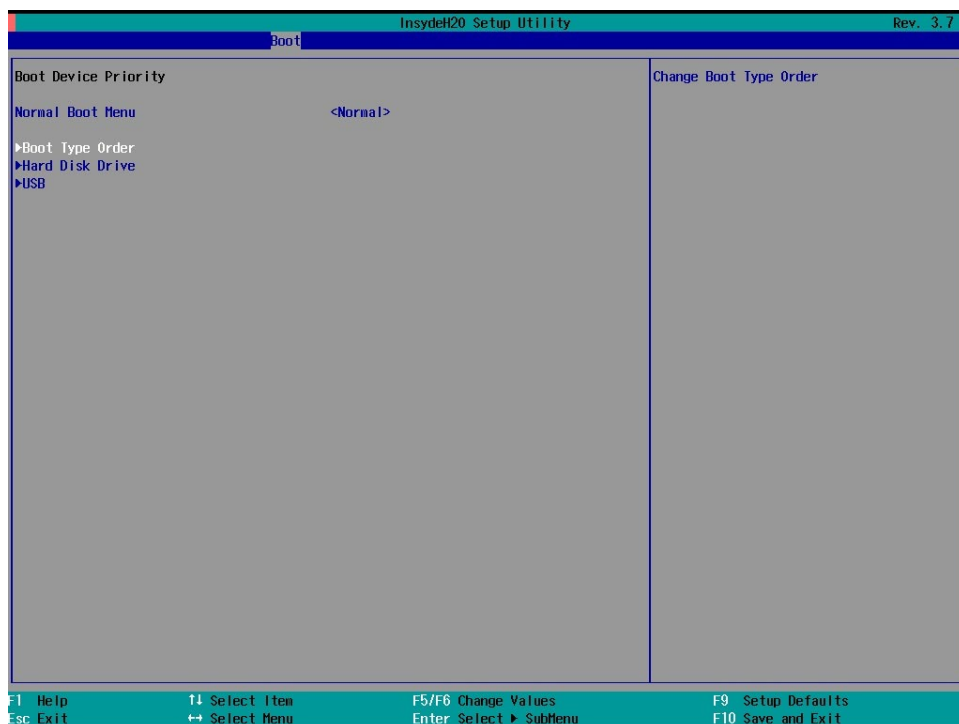 InsydeH20 Setup Utility Rev. 3.7
Boot
Boot Device Priority
Change Boot Type Order
Normal Boot Menu <Normal>
▶Boot Type Order
▶Hard Disk Drive
▶USB
F1 Help ↑↓ Select Item F5/F6 Change Values F9 Setup Defaults
Esc Exit ↔ Select Menu Enter Select ▶ SubMenu F10 Save and Exit